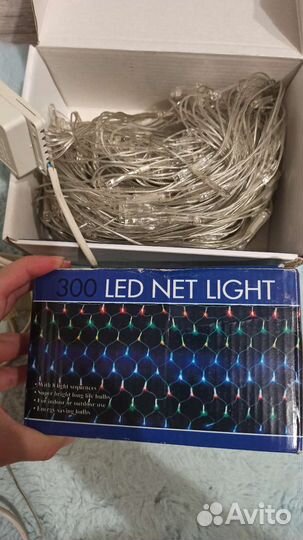 300 LED NET LIGHT
• With 8 light sequences
• Super bright long life bulbs
• For indoor or outdoor use
• Energy saving bulbs
Avito